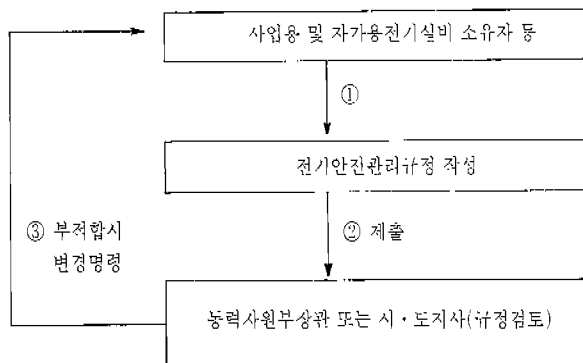 사업용 및 자가용전기설비 소유자 등
①
전기안전관리규정 작성
③ 부적합시
변경명령
② 제출
동력자원부장관 또는 시·도지사(규정검토)